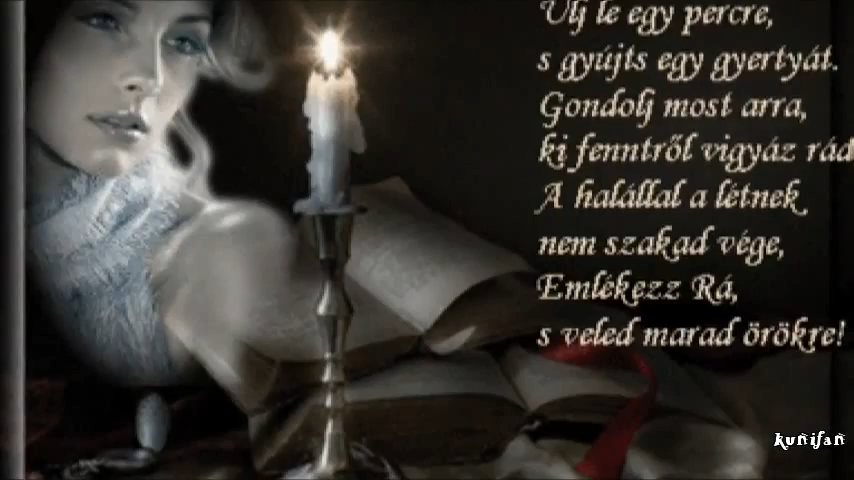 Ülj le egy percre,
s gyújts egy gyertyát.
Gondolj most arra,
ki fenntről vigyáz rád
A halállal a létnek
nem szakad vége,
Emlékezz Rá,
s veled marad örökre!
kuñifañ